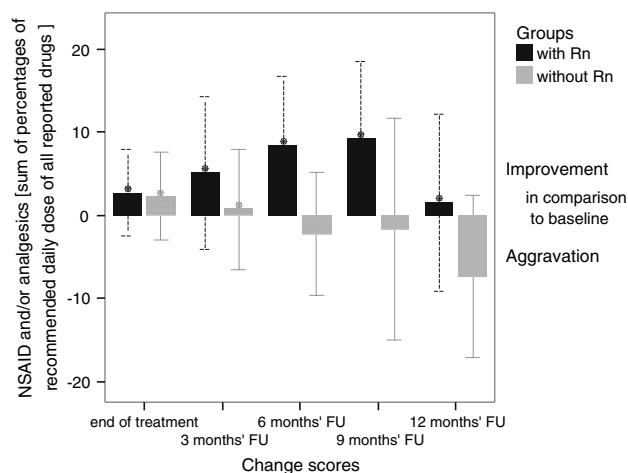 NSAID and/or analgesics [sum of percentages of
recommended daily dose of all reported drugs ]
20
10
0
-10
-20
end of treatment
3 months' FU
6 months' FU
9 months' FU
12 months' FU
Change scores
Groups
with Rn
without Rn
Improvement
in comparison
to baseline
Aggravation